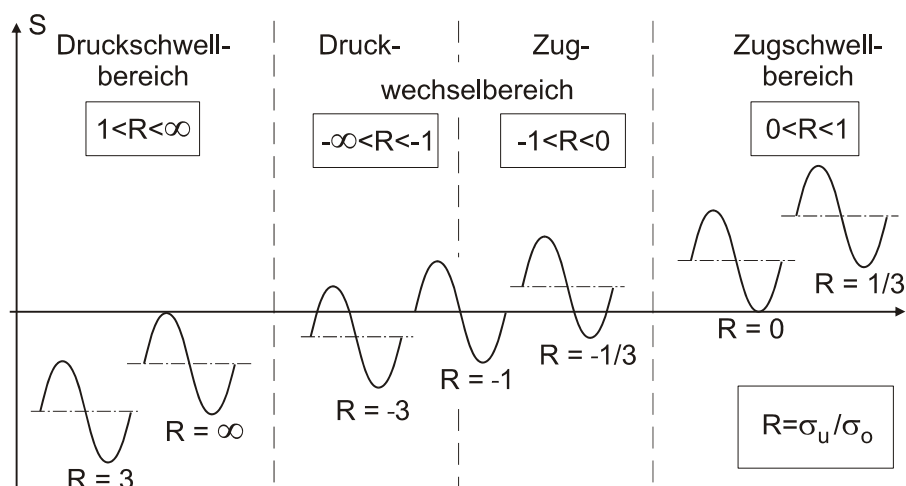 S
Druckschwell-
bereich
1<R<∞
Druck-
Zug-
wechselbereich
-∞<R<-1
-1<R<0
Zugschwell-
bereich
0<R<1
R = 3
R = ∞
R = -3
R = -1
R = -1/3
R = 0
R = 1/3
R=σu/σo